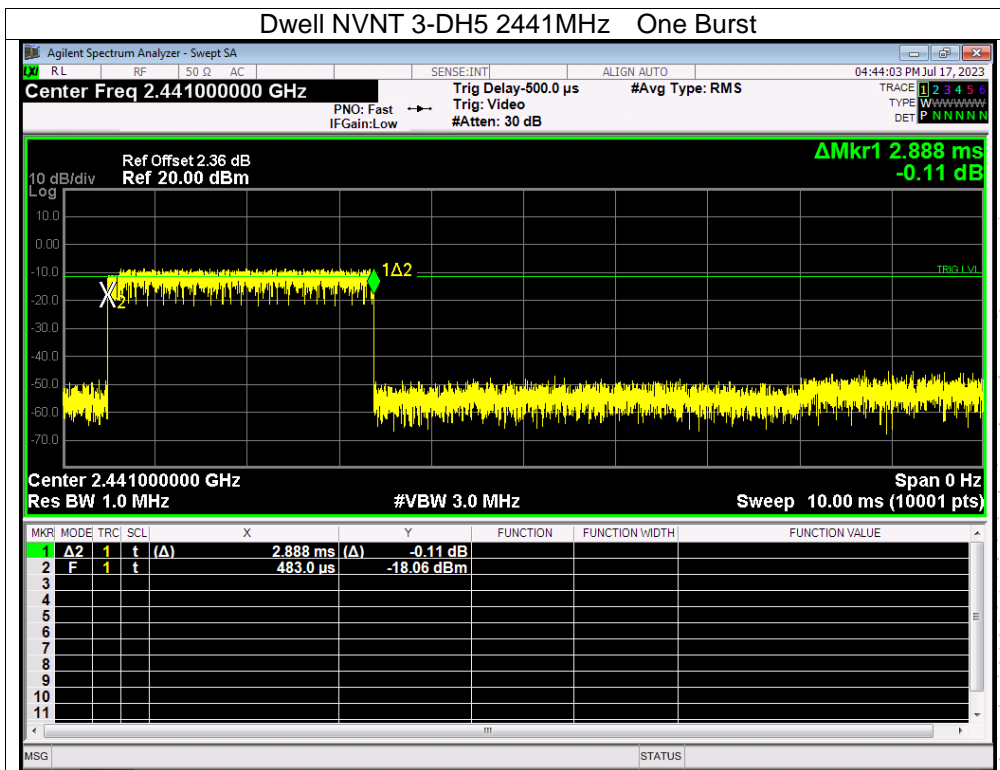 Dwell NVNT 3-DH5 2441MHz One Burst
Agilent Spectrum Analyzer - Swept SA
LXI RL RF 50 Ω AC SENSE:INT ALIGN AUTO 04:44:03 PM Jul 17, 2023
Center Freq 2.441000000 GHz
PNO: Fast
IFGain:Low
Trig Delay-500.0 µs
Trig: Video
#Atten: 30 dB
#Avg Type: RMS
TRACE 1 2 3 4 5 6
TYPE WWWWWWW
DET P N N N N N
ΔMkr1 2.888 ms
-0.11 dB
Ref Offset 2.36 dB
10 dB/div Ref 20.00 dBm
Log
10.0
0.00
-10.0
1Δ2
TRIG LVL
-20.0
2
-30.0
-40.0
-50.0
-60.0
-70.0
Center 2.441000000 GHz Span 0 Hz
Res BW 1.0 MHz #VBW 3.0 MHz Sweep 10.00 ms (10001 pts)
MKR MODE TRC SCL X Y FUNCTION FUNCTION WIDTH FUNCTION VALUE
1 Δ2 1 t (Δ) 2.888 ms (Δ) -0.11 dB
2 F 1 t 483.0 µs -18.06 dBm
3
4
5
6
7
8
9
10
11
MSG STATUS